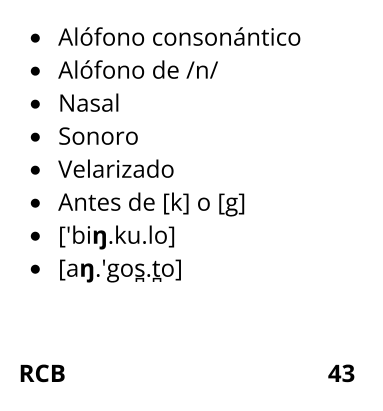 • Alófono consonántico
• Alófono de /n/
• Nasal
• Sonoro
• Velarizado
• Antes de [k] o [g]
• ['biŋ.ku.lo]
• [aŋ.'gos̪.t̪o]
RCB 43